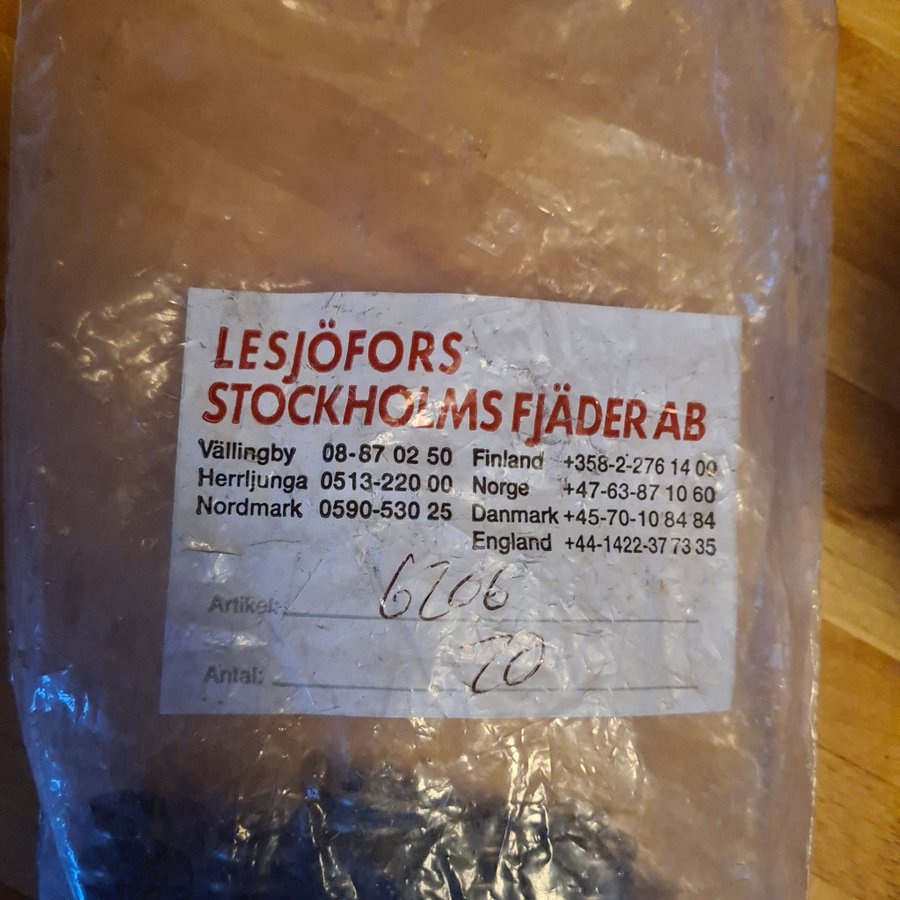 LESJÖFORS
STOCKHOLMS FJÄDER AB
Vällingby 08-87 02 50
Herrljunga 0513-220 00
Nordmark 0590-530 25
Finland +358-2-276 14 00
Norge +47-63-87 10 60
Danmark +45-70-10 84 84
England +44-1422-37 73 35
Artikel: 6206
Antal: 20